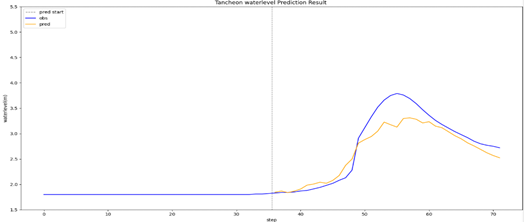 Tancheon waterlevel Prediction Result
pred start
obs
pred
5.5
5.0
4.5
4.0
3.5
3.0
2.5
2.0
1.5
waterlevel(m)
0 10 20 30 40 50 60 70
step